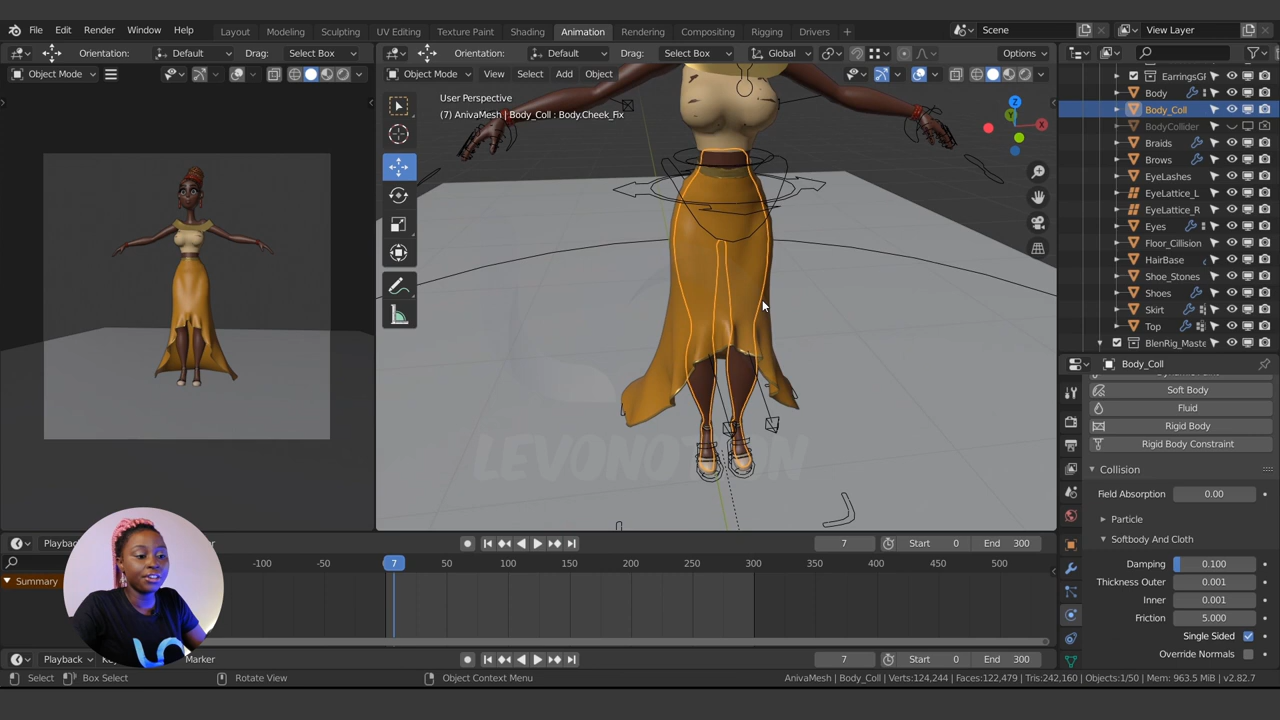 File Edit Render Window Help Layout Modeling Sculpting UV Editing Texture Paint Shading Animation Rendering Compositing Rigging Drivers Scene View Layer
Orientation: Default Drag: Select Box
Orientation: Default Drag: Select Box Global Options
Object Mode
Object Mode View Select Add Object
User Perspective
(7) AnivaMesh | Body_Coll : Body.Cheek_Fix
Z
X
Y
LEVONOTION
Body
Body_Coll
BodyCollider
Braids
Brows
EyeLashes
EyeLattice_L
EyeLattice_R
Eyes
Floor_Cillision
HairBase
Shoe_Stones
Shoes
Skirt
Top
Body_Coll
Soft Body
Fluid
Rigid Body
Rigid Body Constraint
Collision
Field Absorption 0.00
Particle
Softbody And Cloth
Damping 0.100
Thickness Outer 0.001
Inner 0.001
Friction 5.000
Single Sided
Override Normals
7 Start 0 End 300
-100 -50 7 50 100 150 200 250 300 350 400 450 500
Summary
Playback Marker 7 Start 0 End 300
Select Box Select Rotate View Object Context Menu AnivaMesh | Body_Coll | Verts:124,244 | Faces:122,479 | Tris:242,160 | Objects:1/50 | Mem: 963.5 MiB | v2.82.7